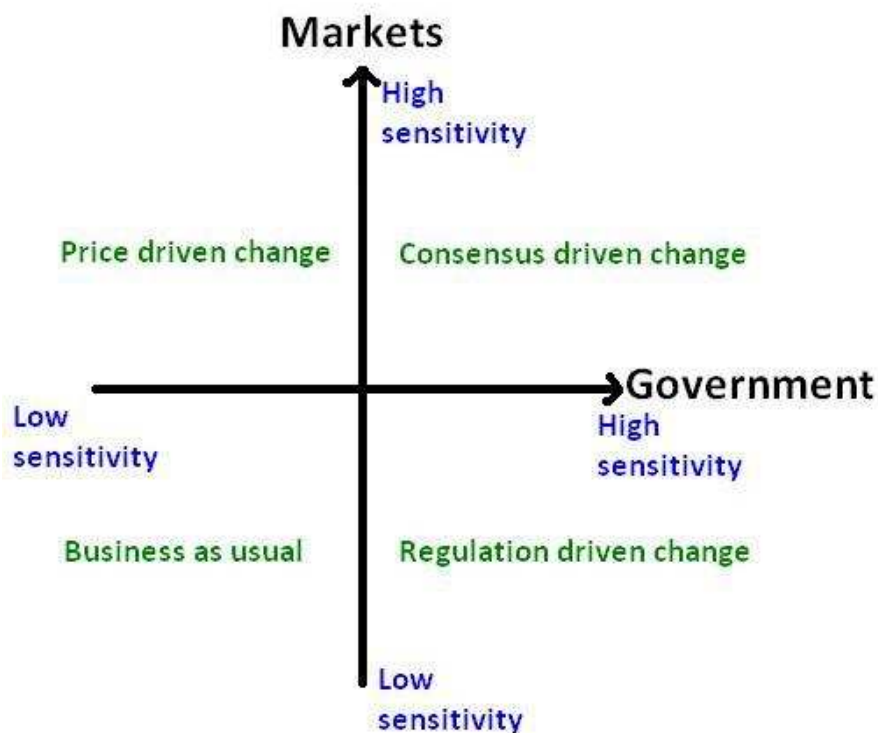 Markets
High
sensitivity
Price driven change
Consensus driven change
Government
Low
sensitivity
High
sensitivity
Business as usual
Regulation driven change
Low
sensitivity